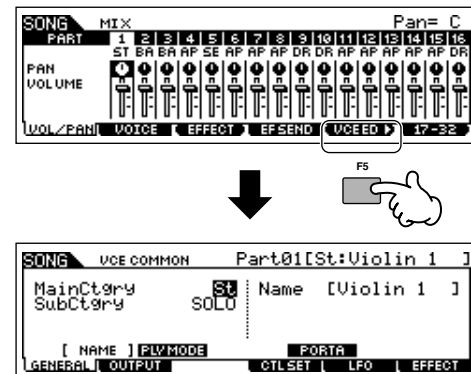 SONG MIX Pan= C
PART 1 2 3 4 5 6 7 8 9 10 11 12 13 14 15 16
ST BA BA AP SE AP AP AP DR DR AP AP AP AP AP DR
PAN
VOLUME
VOL/PAN VOICE EFFECT EF SEND VCE ED 17-32
F5
SONG VCE COMMON Part01[St:Violin 1 ]
MainCtgry St Name [Violin 1 ]
SubCtgry SOLO
[ NAME ] PLY MODE PORTA
GENERAL OUTPUT CTL SET LFO EFFECT